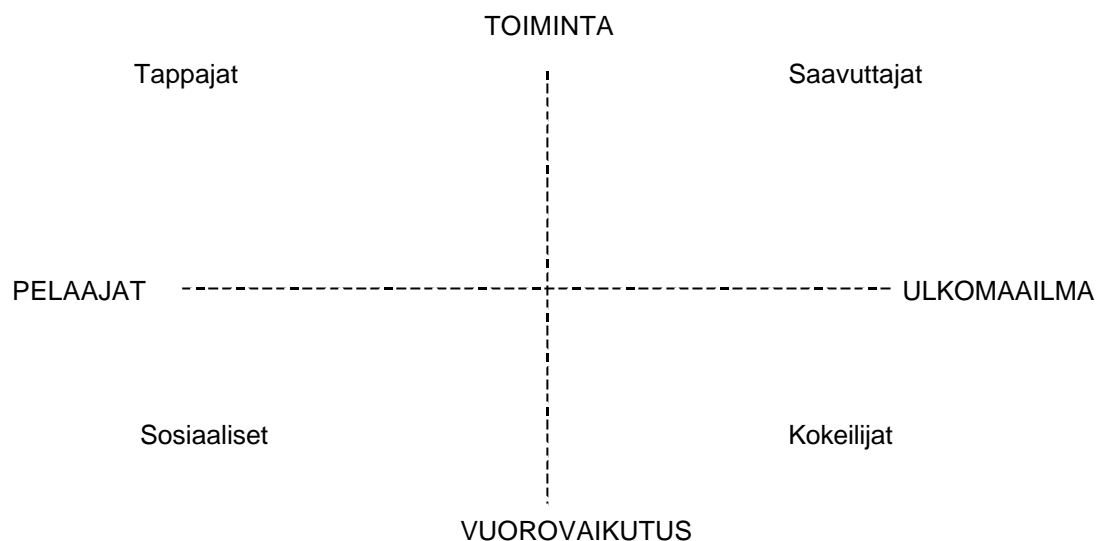 TOIMINTA
Tappajat Saavuttajat
PELAAJAT ULKOMAAILMA
Sosiaaliset Kokeilijat
VUOROVAIKUTUS